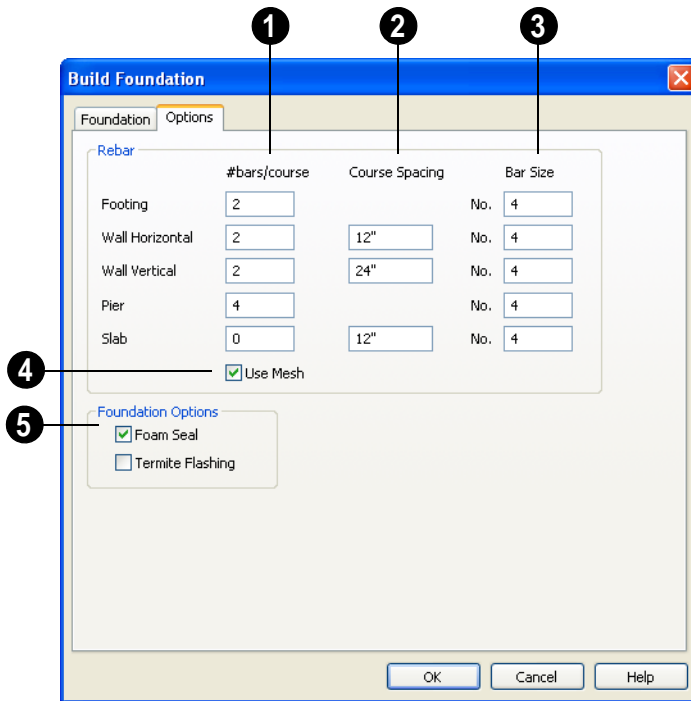 1 2 3
Build Foundation
Foundation Options
Rebar
#bars/course Course Spacing Bar Size
Footing 2 No. 4
Wall Horizontal 2 12" No. 4
Wall Vertical 2 24" No. 4
Pier 4 No. 4
Slab 0 12" No. 4
4 Use Mesh
Foundation Options
5 Foam Seal
Termite Flashing
OK Cancel Help